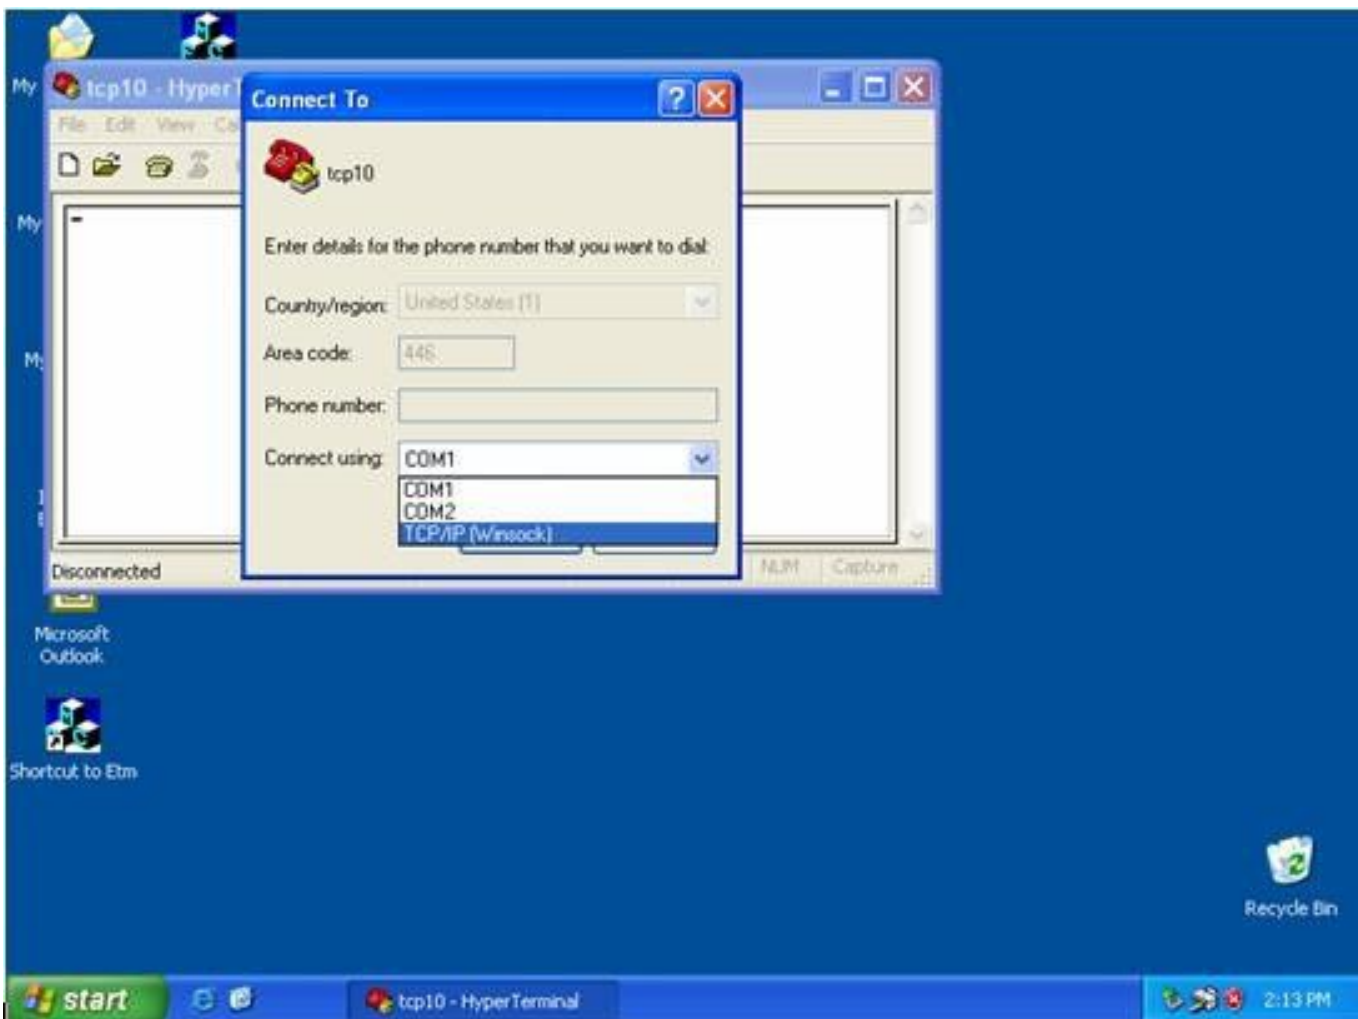 My
tcp10 - HyperT
Connect To
File Edit View Ca
tcp10
My
Enter details for the phone number that you want to dial:
Country/region: United States (1)
Area code: 446
My
Phone number:
Connect using: COM1
COM1
COM2
TCP/IP (Winsock)
Disconnected
NUM Capture
Microsoft
Outlook
Shortcut to Etm
Recycle Bin
start
tcp10 - HyperTerminal
2:13 PM